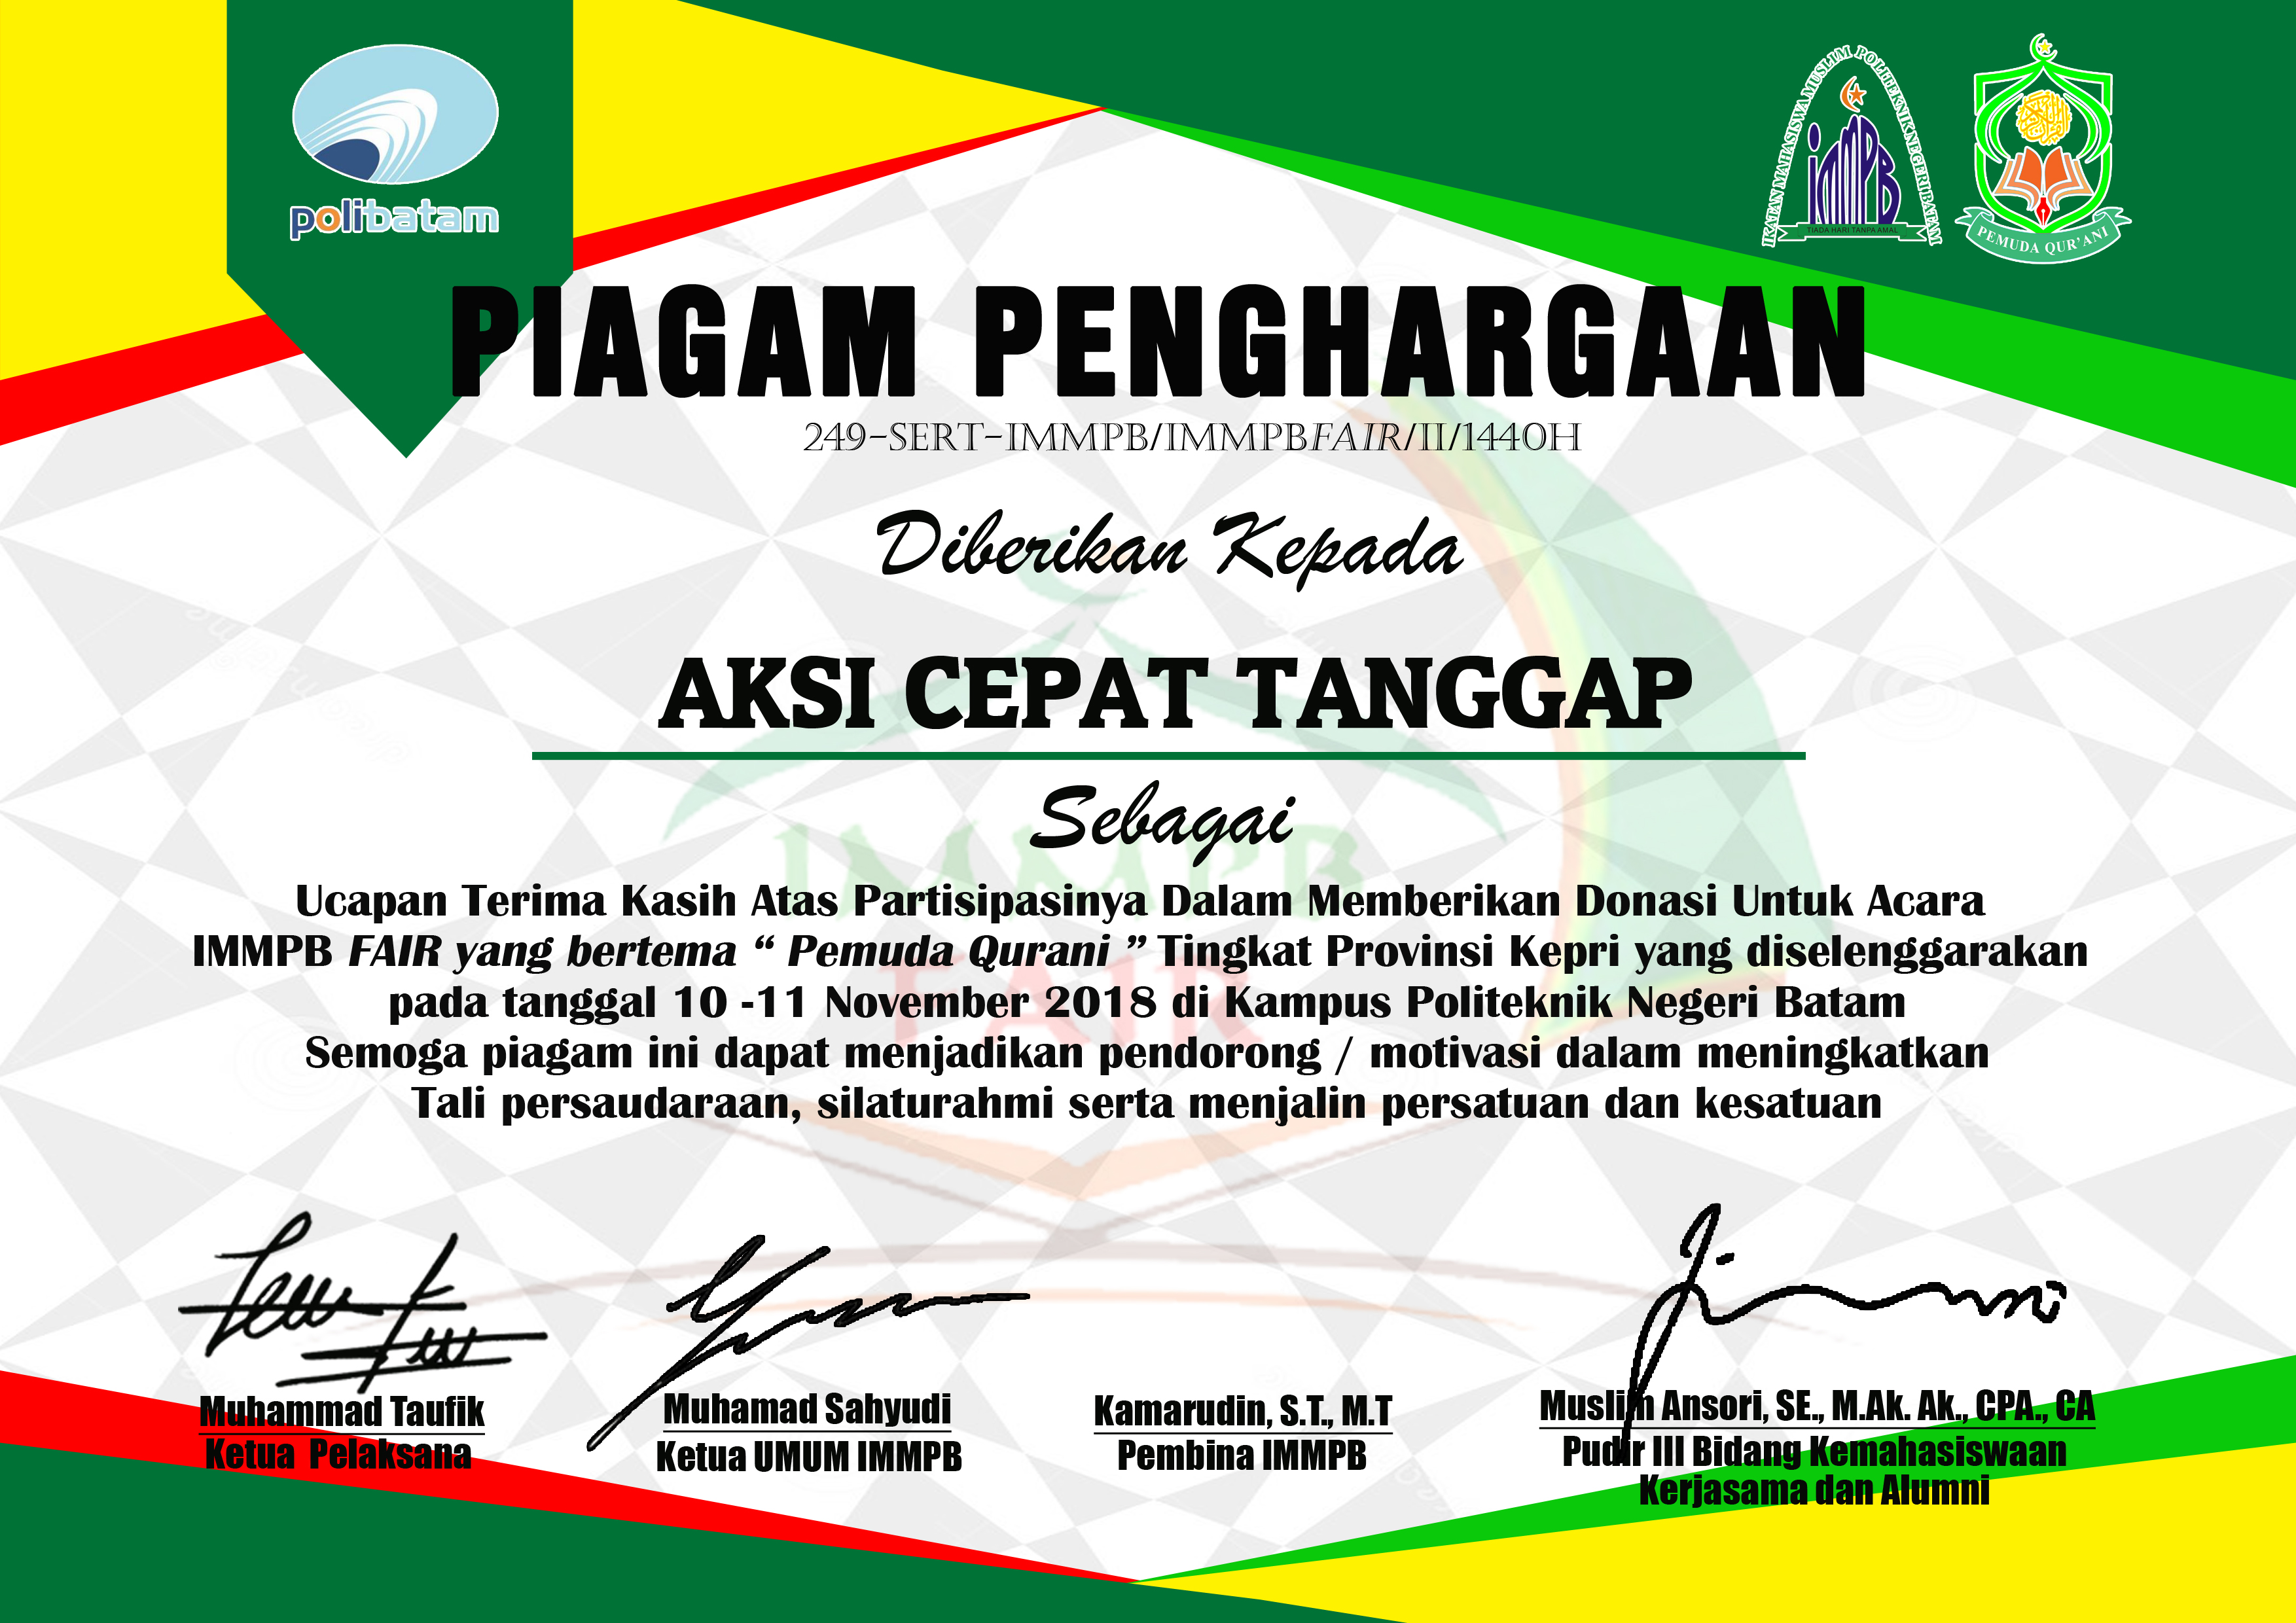 polibatam
IKATAN MAHASISWA MUSLIM POLITEKNIK NEGERI BATAM
immpb
TIADA HARI TANPA AMAL
PEMUDA QUR'ANI
PIAGAM PENGHARGAAN
249-SERT-IMMPB/IMMPBFAIR/II/1440H
Diberikan Kepada
AKSI CEPAT TANGGAP
Sebagai
IMMPB
FAIR
Ucapan Terima Kasih Atas Partisipasinya Dalam Memberikan Donasi Untuk Acara
IMMPB FAIR yang bertema “ Pemuda Qurani ” Tingkat Provinsi Kepri yang diselenggarakan
pada tanggal 10 -11 November 2018 di Kampus Politeknik Negeri Batam
Semoga piagam ini dapat menjadikan pendorong / motivasi dalam meningkatkan
Tali persaudaraan, silaturahmi serta menjalin persatuan dan kesatuan
Muhammad Taufik
Ketua Pelaksana
Muhamad Sahyudi
Ketua UMUM IMMPB
Kamarudin, S.T., M.T
Pembina IMMPB
Muslim Ansori, SE., M.Ak. Ak., CPA., CA
Pudir III Bidang Kemahasiswaan
Kerjasama dan Alumni